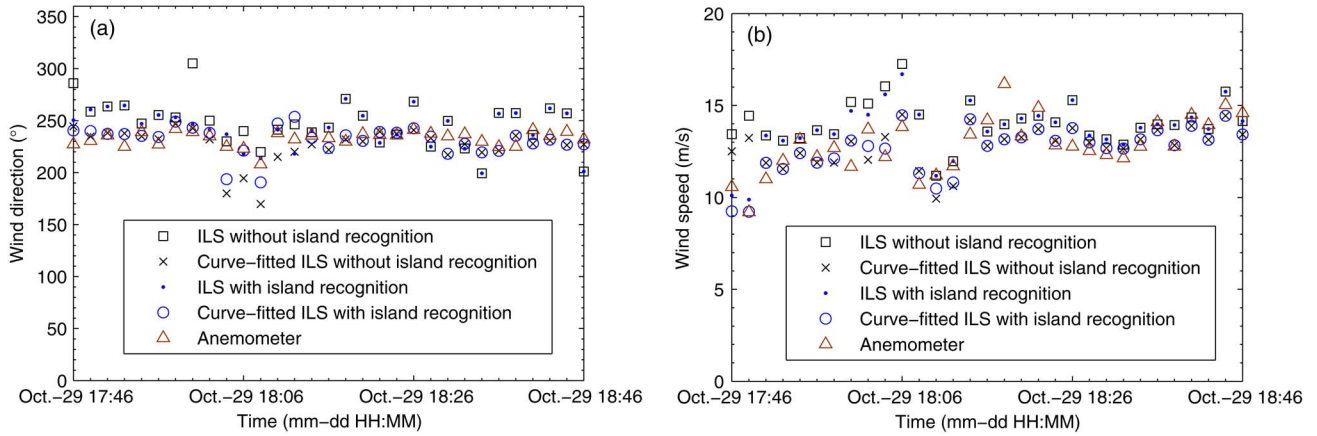 (a)
350
300
250
200
150
100
50
0
Wind direction (°)
ILS without island recognition
Curve−fitted ILS without island recognition
ILS with island recognition
Curve−fitted ILS with island recognition
Anemometer
Oct.−29 17:46 Oct.−29 18:06 Oct.−29 18:26 Oct.−29 18:46
Time (mm−dd HH:MM)
(b)
20
15
10
5
0
Wind speed (m/s)
ILS without island recognition
Curve−fitted ILS without island recognition
ILS with island recognition
Curve−fitted ILS with island recognition
Anemometer
Oct.−29 17:46 Oct.−29 18:06 Oct.−29 18:26 Oct.−29 18:46
Time (mm−dd HH:MM)